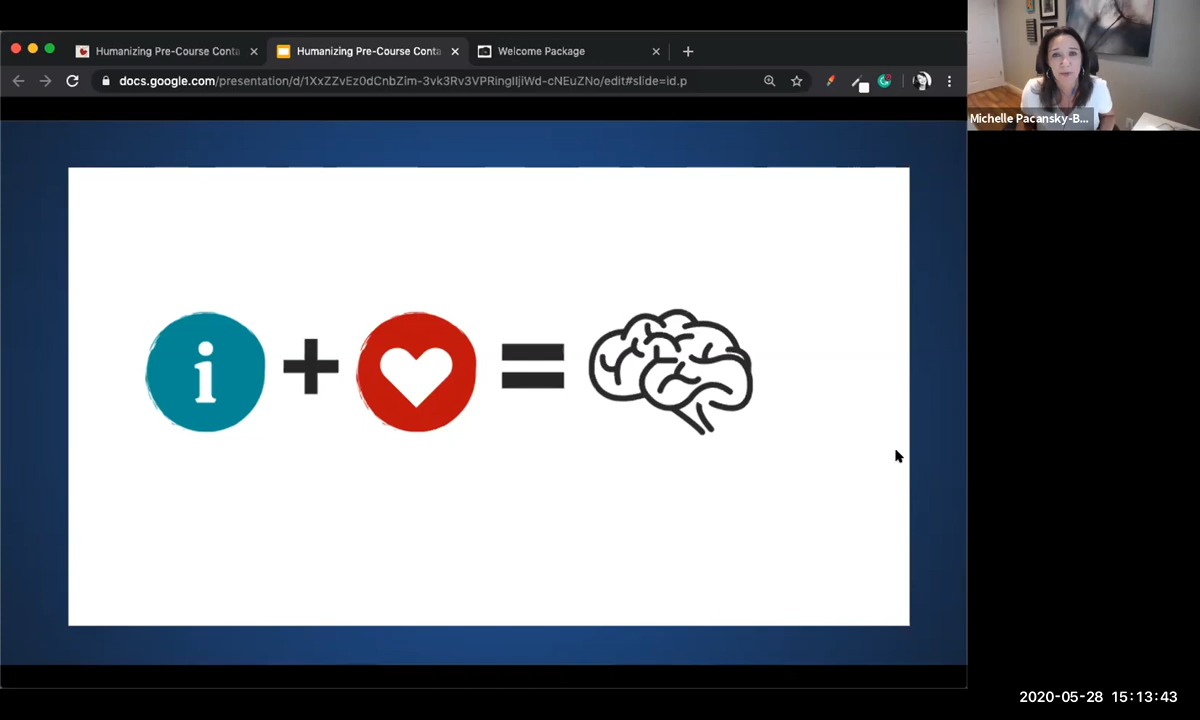 Humanizing Pre-Course Conta
Humanizing Pre-Course Conta
Welcome Package
docs.google.com/presentation/d/1XxZZvEz0dCnbZim-3vk3Rv3VPRingIIjiWd-cNEuZNo/edit#slide=id.p
Michelle Pacansky-B...
i + = 
2020-05-28 15:13:43